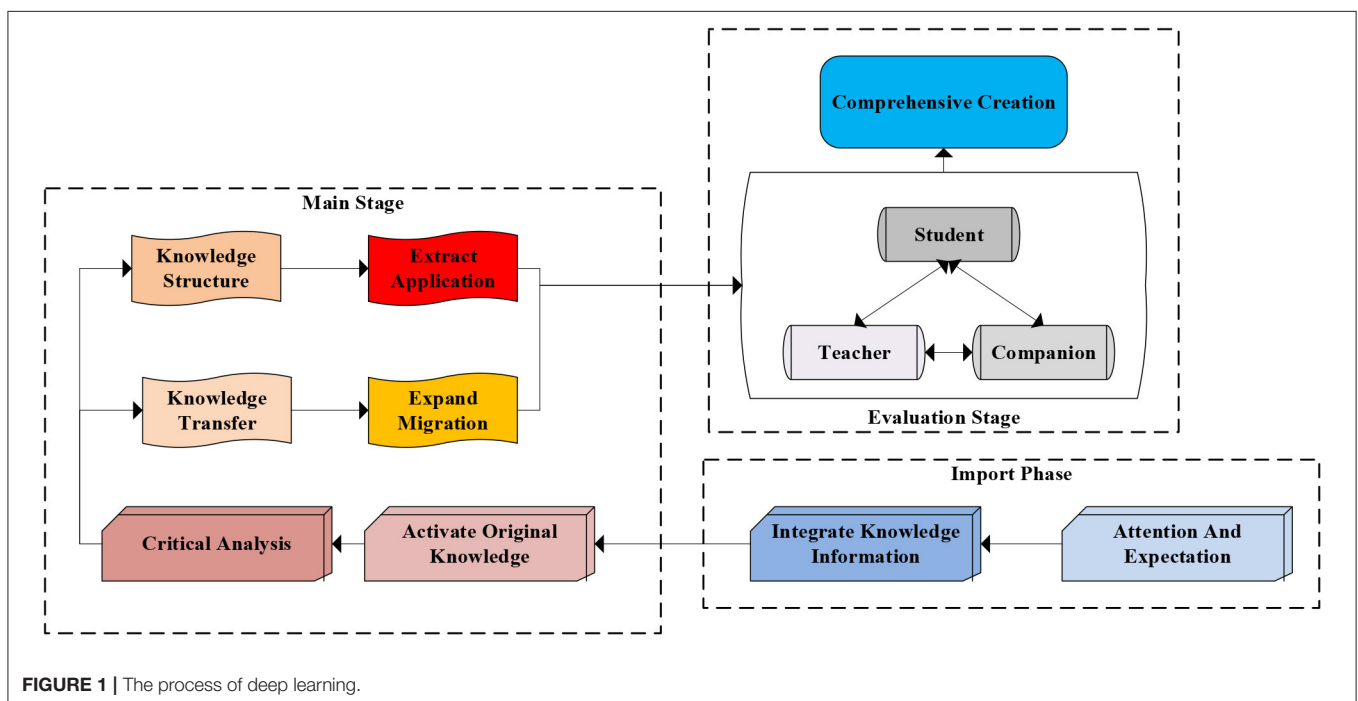 Comprehensive Creation
Student
Teacher
Companion
Evaluation Stage
Main Stage
Knowledge
Structure
Extract
Application
Knowledge
Transfer
Expand
Migration
Critical Analysis
Activate Original
Knowledge
Import Phase
Integrate Knowledge
Information
Attention And
Expectation
FIGURE 1 | The process of deep learning.